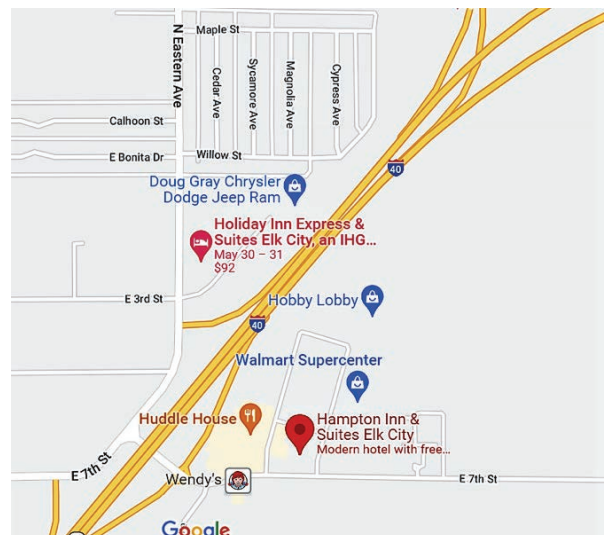 Maple St
N Eastern Ave
Cedar Ave
Sycamore Ave
Magnolia Ave
Cypress Ave
Calhoun St
E Bonita Dr
Willow St
40
Doug Gray Chrysler
Dodge Jeep Ram
Holiday Inn Express &
Suites Elk City, an IHG...
May 30 – 31
$92
E 3rd St
Hobby Lobby
40
Walmart Supercenter
Huddle House
Hampton Inn &
Suites Elk City
Modern hotel with free...
E 7th St
Wendy's
E 7th St
Google